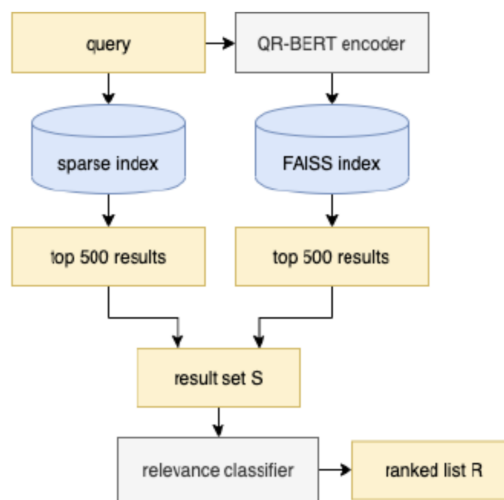 query
QR-BERT encoder
sparse index
FAISS index
top 500 results
top 500 results
result set S
relevance classifier
ranked list R